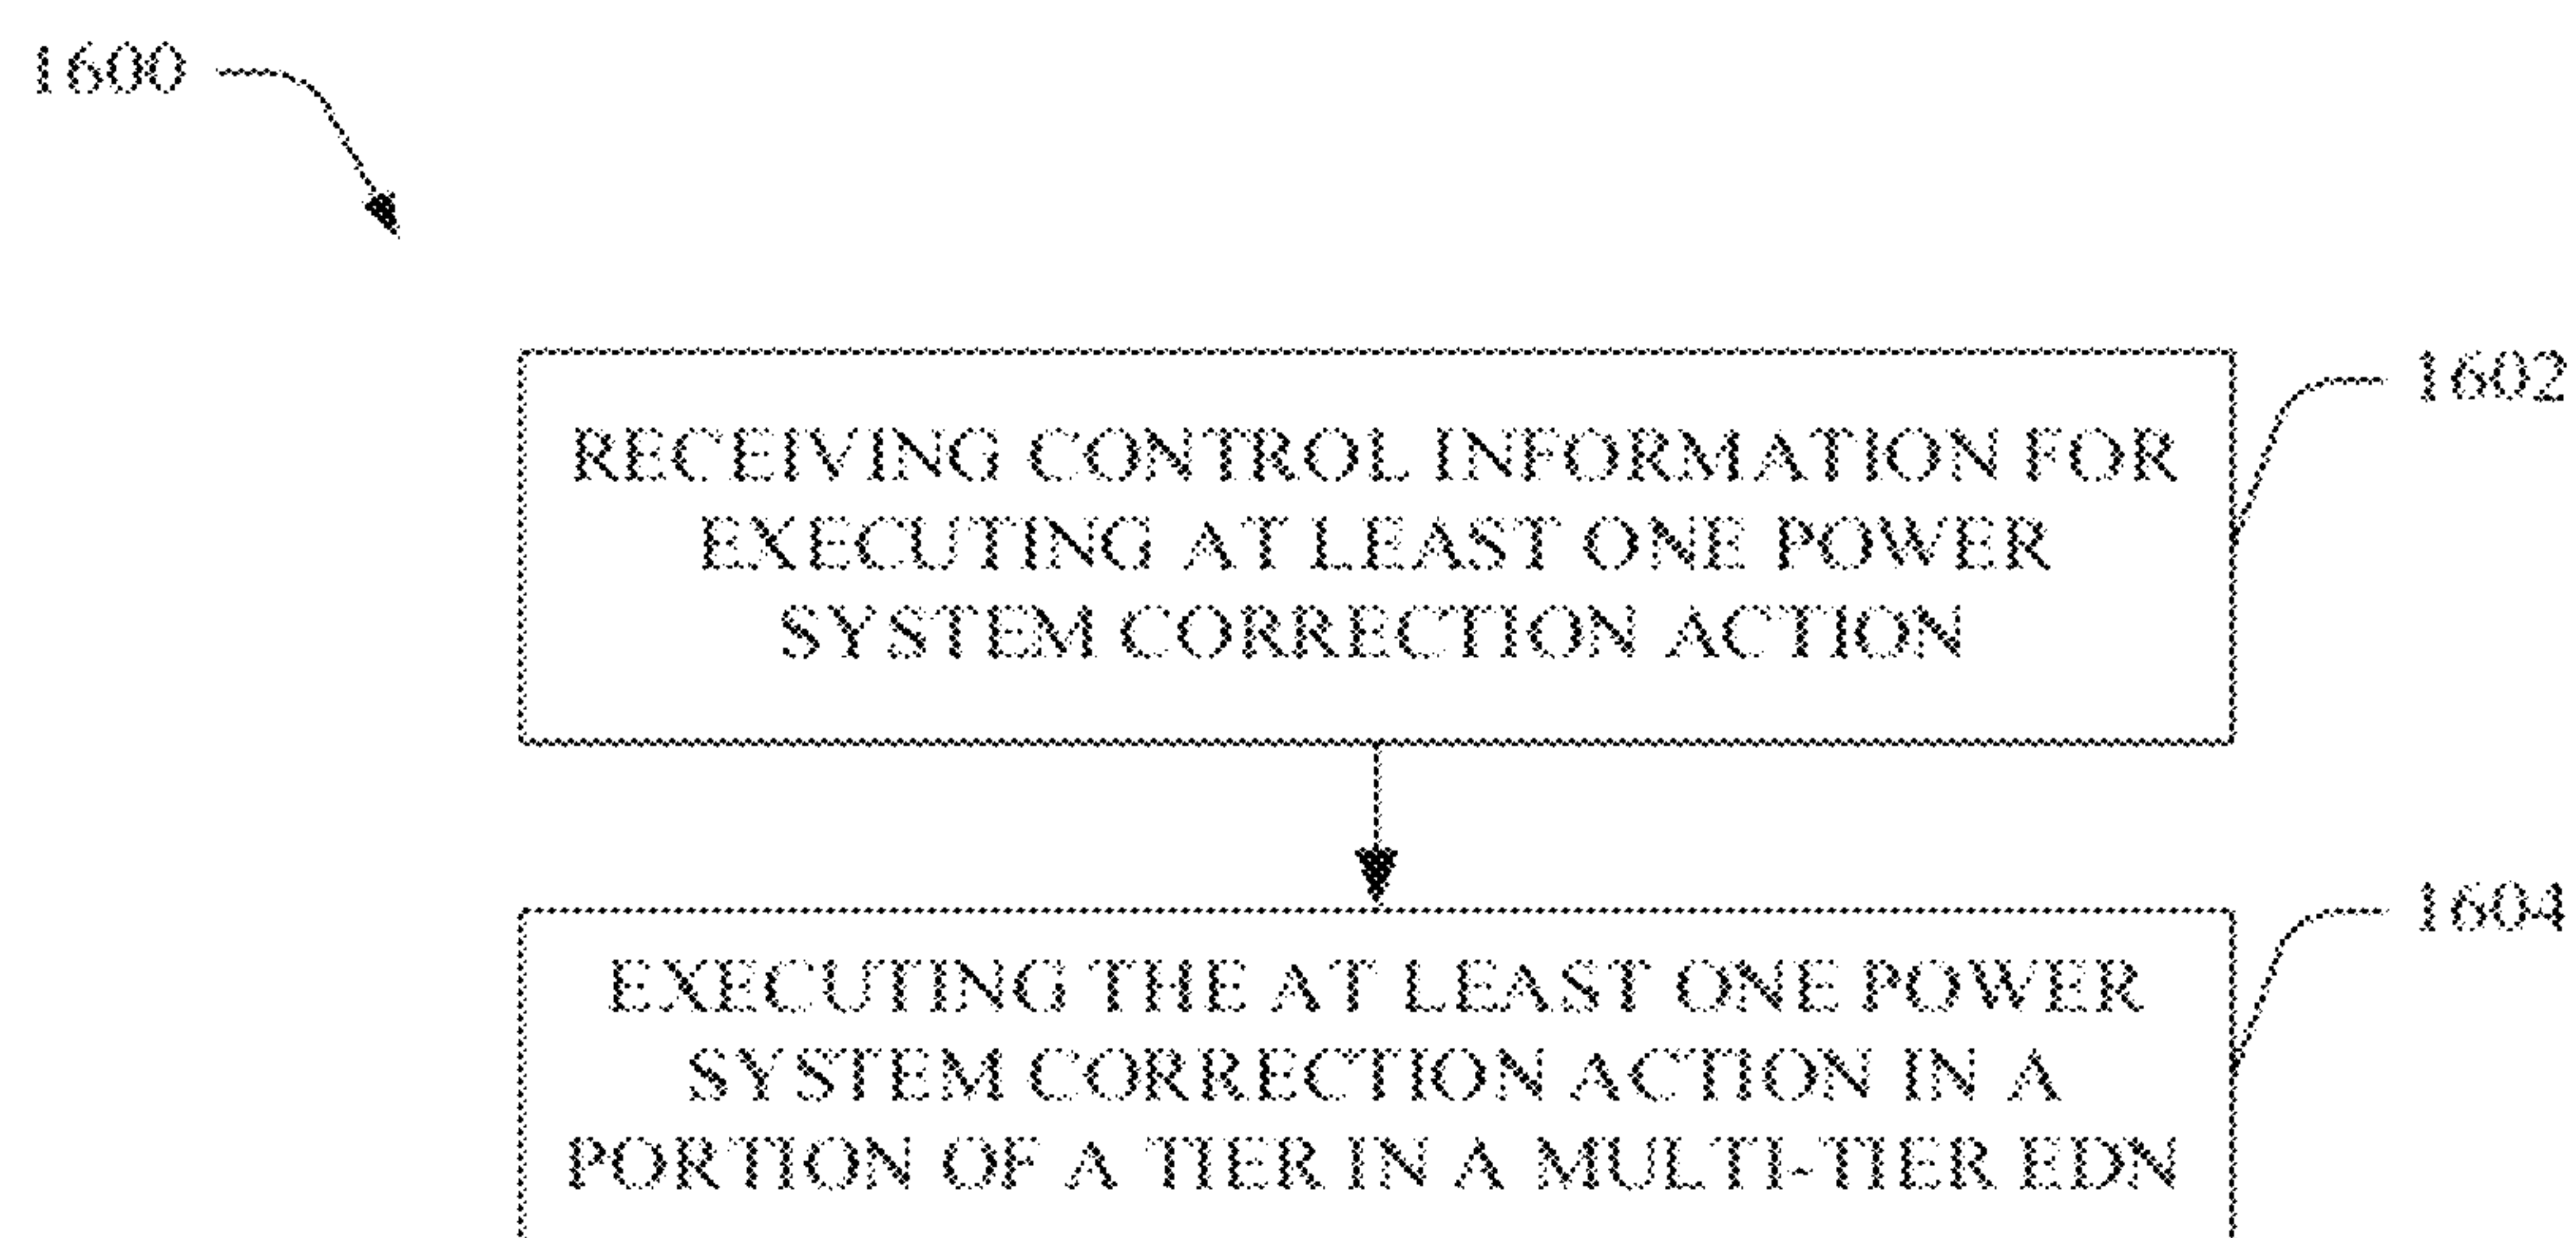 1600
1602
RECEIVING CONTROL INFORMATION FOR
EXECUTING AT LEAST ONE POWER
SYSTEM CORRECTION ACTION
1604
EXECUTING THE AT LEAST ONE POWER
SYSTEM CORRECTION ACTION IN A
PORTION OF A TIER IN A MULTI-TIER EDN